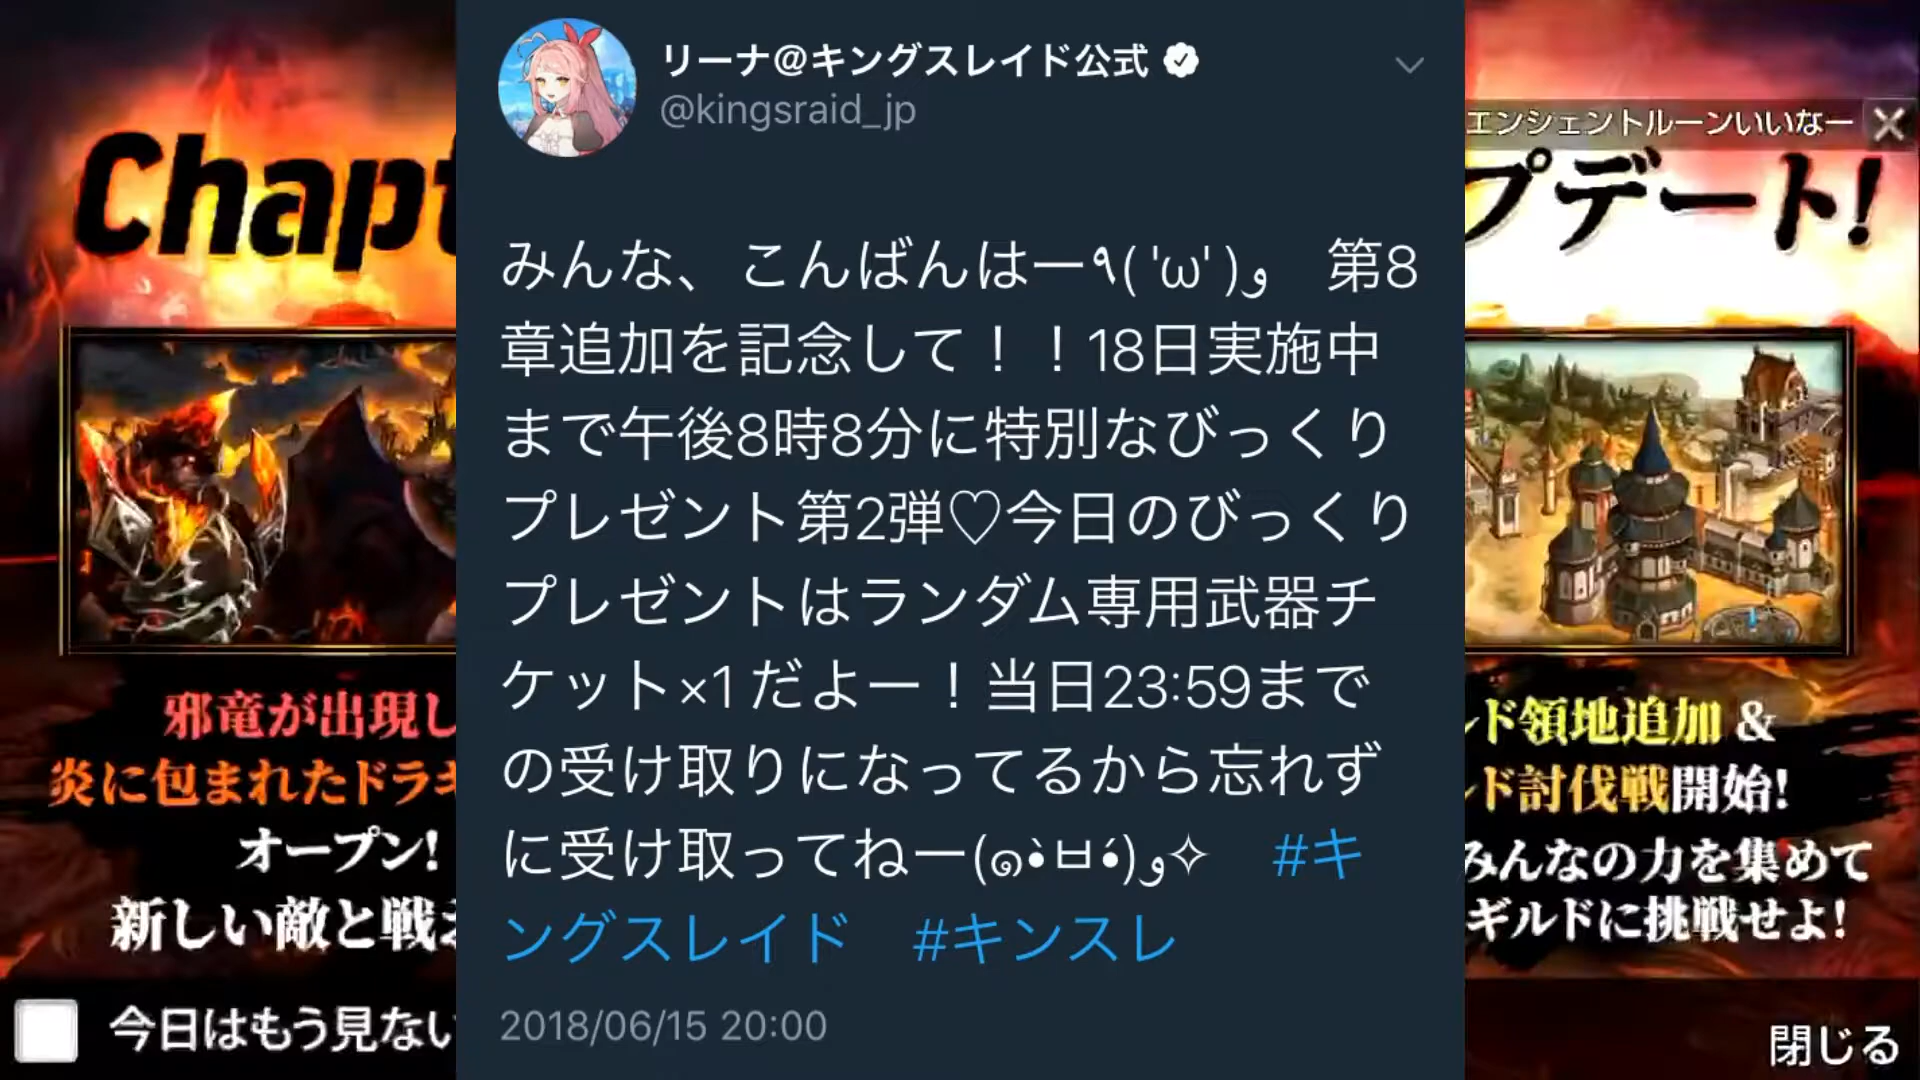 Chapt
邪竜が出現し
炎に包まれたドラキ
オープン!
新しい敵と戦え
今日はもう見ない
リーナ@キングスレイド公式
@kingsraid_jp
みんな、こんばんはー٩( 'ω' )و 第8
章追加を記念して！！18日実施中
まで午後8時8分に特別なびっくり
プレゼント第2弾♡今日のびっくり
プレゼントはランダム専用武器チ
ケット×1 だよー！当日23:59まで
の受け取りになってるから忘れず
に受け取ってねー(๑•̀ㅂ•́)و✧ #キ
ングスレイド #キンスレ
2018/06/15 20:00
エンシェントルーンいいなー
プデート!
ド領地追加 &
ド討伐戦開始!
みんなの力を集めて
ギルドに挑戦せよ!
閉じる